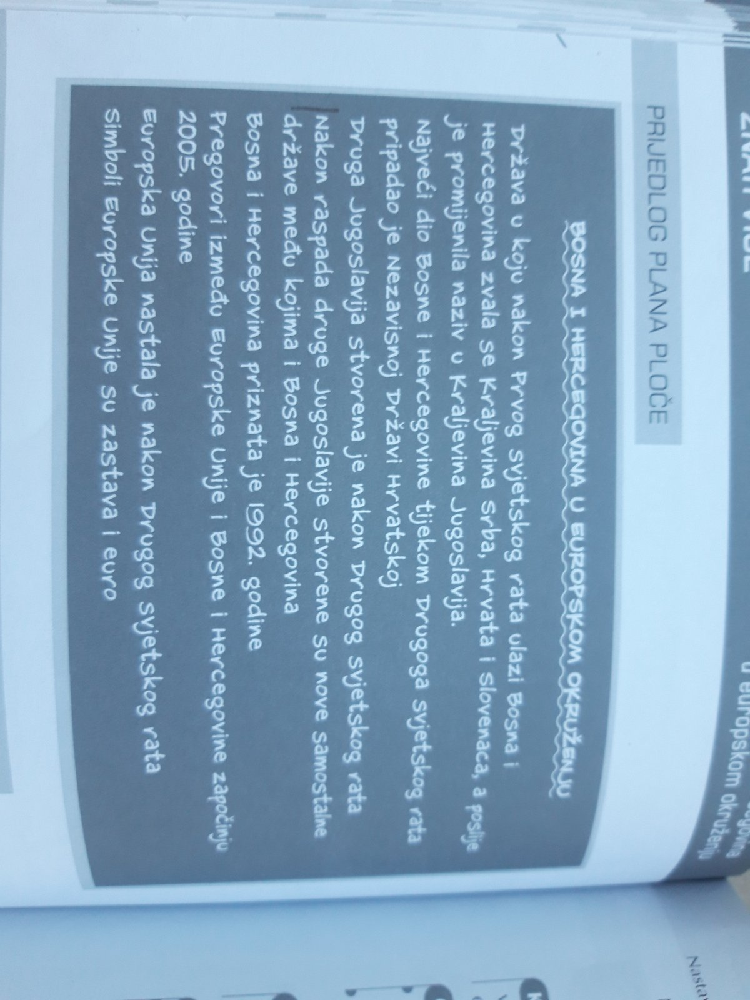 u europskom okruženju
PRIJEDLOG PLANA PLOČE
BOSNA I HERCEGOVINA U EUROPSKOM OKRUŽENJU
Država u koju nakon Prvog svjetskog rata ulazi Bosna i
Hercegovina zvala se Kraljevina Srba, Hrvata i Slovenaca, a poslije
je promijenila naziv u Kraljevina Jugoslavija.
Najveći dio Bosne i Hercegovine tijekom Drugoga svjetskog rata
pripadao je Nezavisnoj Državi Hrvatskoj
Druga Jugoslavija stvorena je nakon Drugog svjetskog rata
Nakon raspada druge Jugoslavije stvorene su nove samostalne
države među kojima i Bosna i Hercegovina
Bosna i Hercegovina priznata je 1992. godine
Pregovori između Europske Unije i Bosne i Hercegovine započinju
2005. godine
Europska Unija nastala je nakon Drugog svjetskog rata
Simboli Europske Unije su zastava i euro